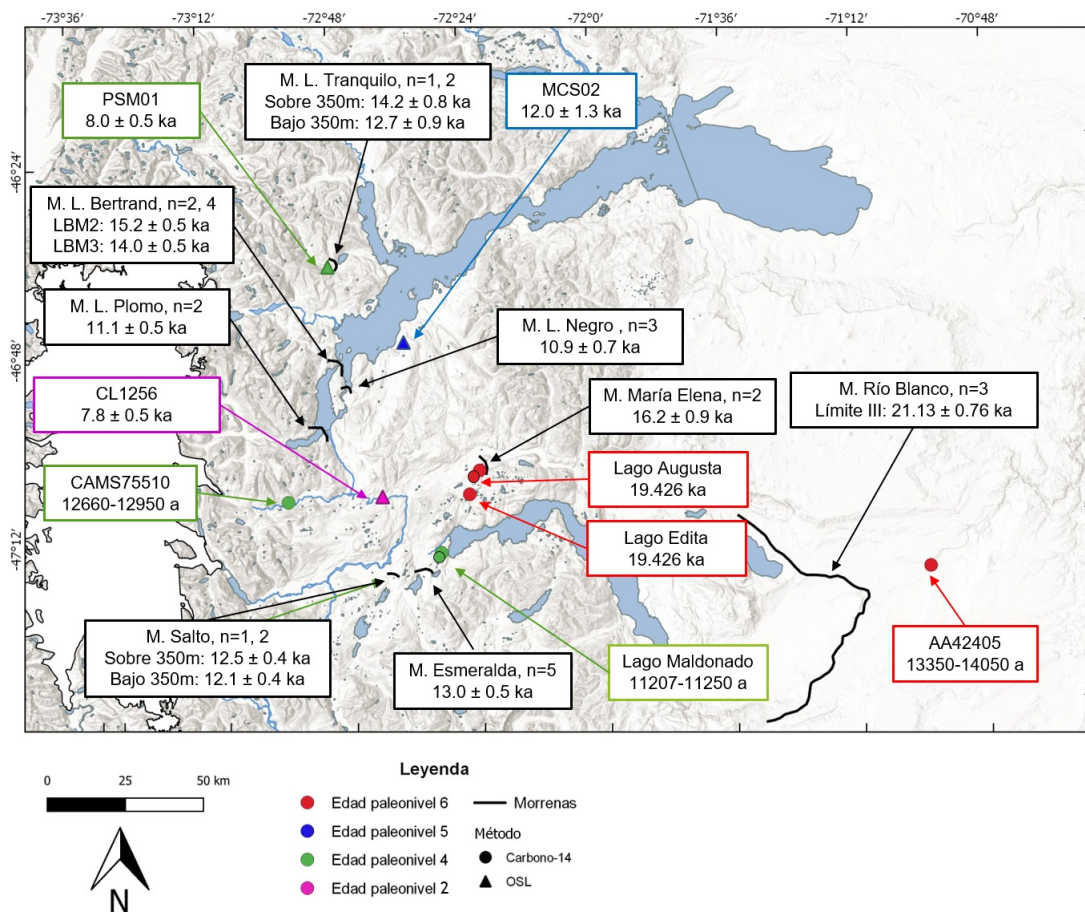 -73°36
-73°12
-72°48
-72°24
-72°00
-71°36
-71°12
-70°48
PSM01
8.0 ± 0.5 ka
M. L. Tranquilo, n=1, 2
Sobre 350m: 14.2 ± 0.8 ka
Bajo 350m: 12.7 ± 0.9 ka
MCS02
12.0 ± 1.3 ka
-46°24
M. L. Bertrand, n=2, 4
LBM2: 15.2 ± 0.5 ka
LBM3: 14.0 ± 0.5 ka
M. L. Plomo, n=2
11.1 ± 0.5 ka
M. L. Negro , n=3
10.9 ± 0.7 ka
-46°48
CL1256
7.8 ± 0.5 ka
M. María Elena, n=2
16.2 ± 0.9 ka
M. Río Blanco, n=3
Límite III: 21.13 ± 0.76 ka
CAMS75510
12660-12950 a
Lago Augusta
19.426 ka
Lago Edita
19.426 ka
-47°12
M. Salto, n=1, 2
Sobre 350m: 12.5 ± 0.4 ka
Bajo 350m: 12.1 ± 0.4 ka
M. Esmeralda, n=5
13.0 ± 0.5 ka
Lago Maldonado
11207-11250 a
AA42405
13350-14050 a
0 25 50 km
N
Leyenda
Edad paleonivel 6
Edad paleonivel 5
Edad paleonivel 4
Edad paleonivel 2
Morrenas
Método
Carbono-14
OSL